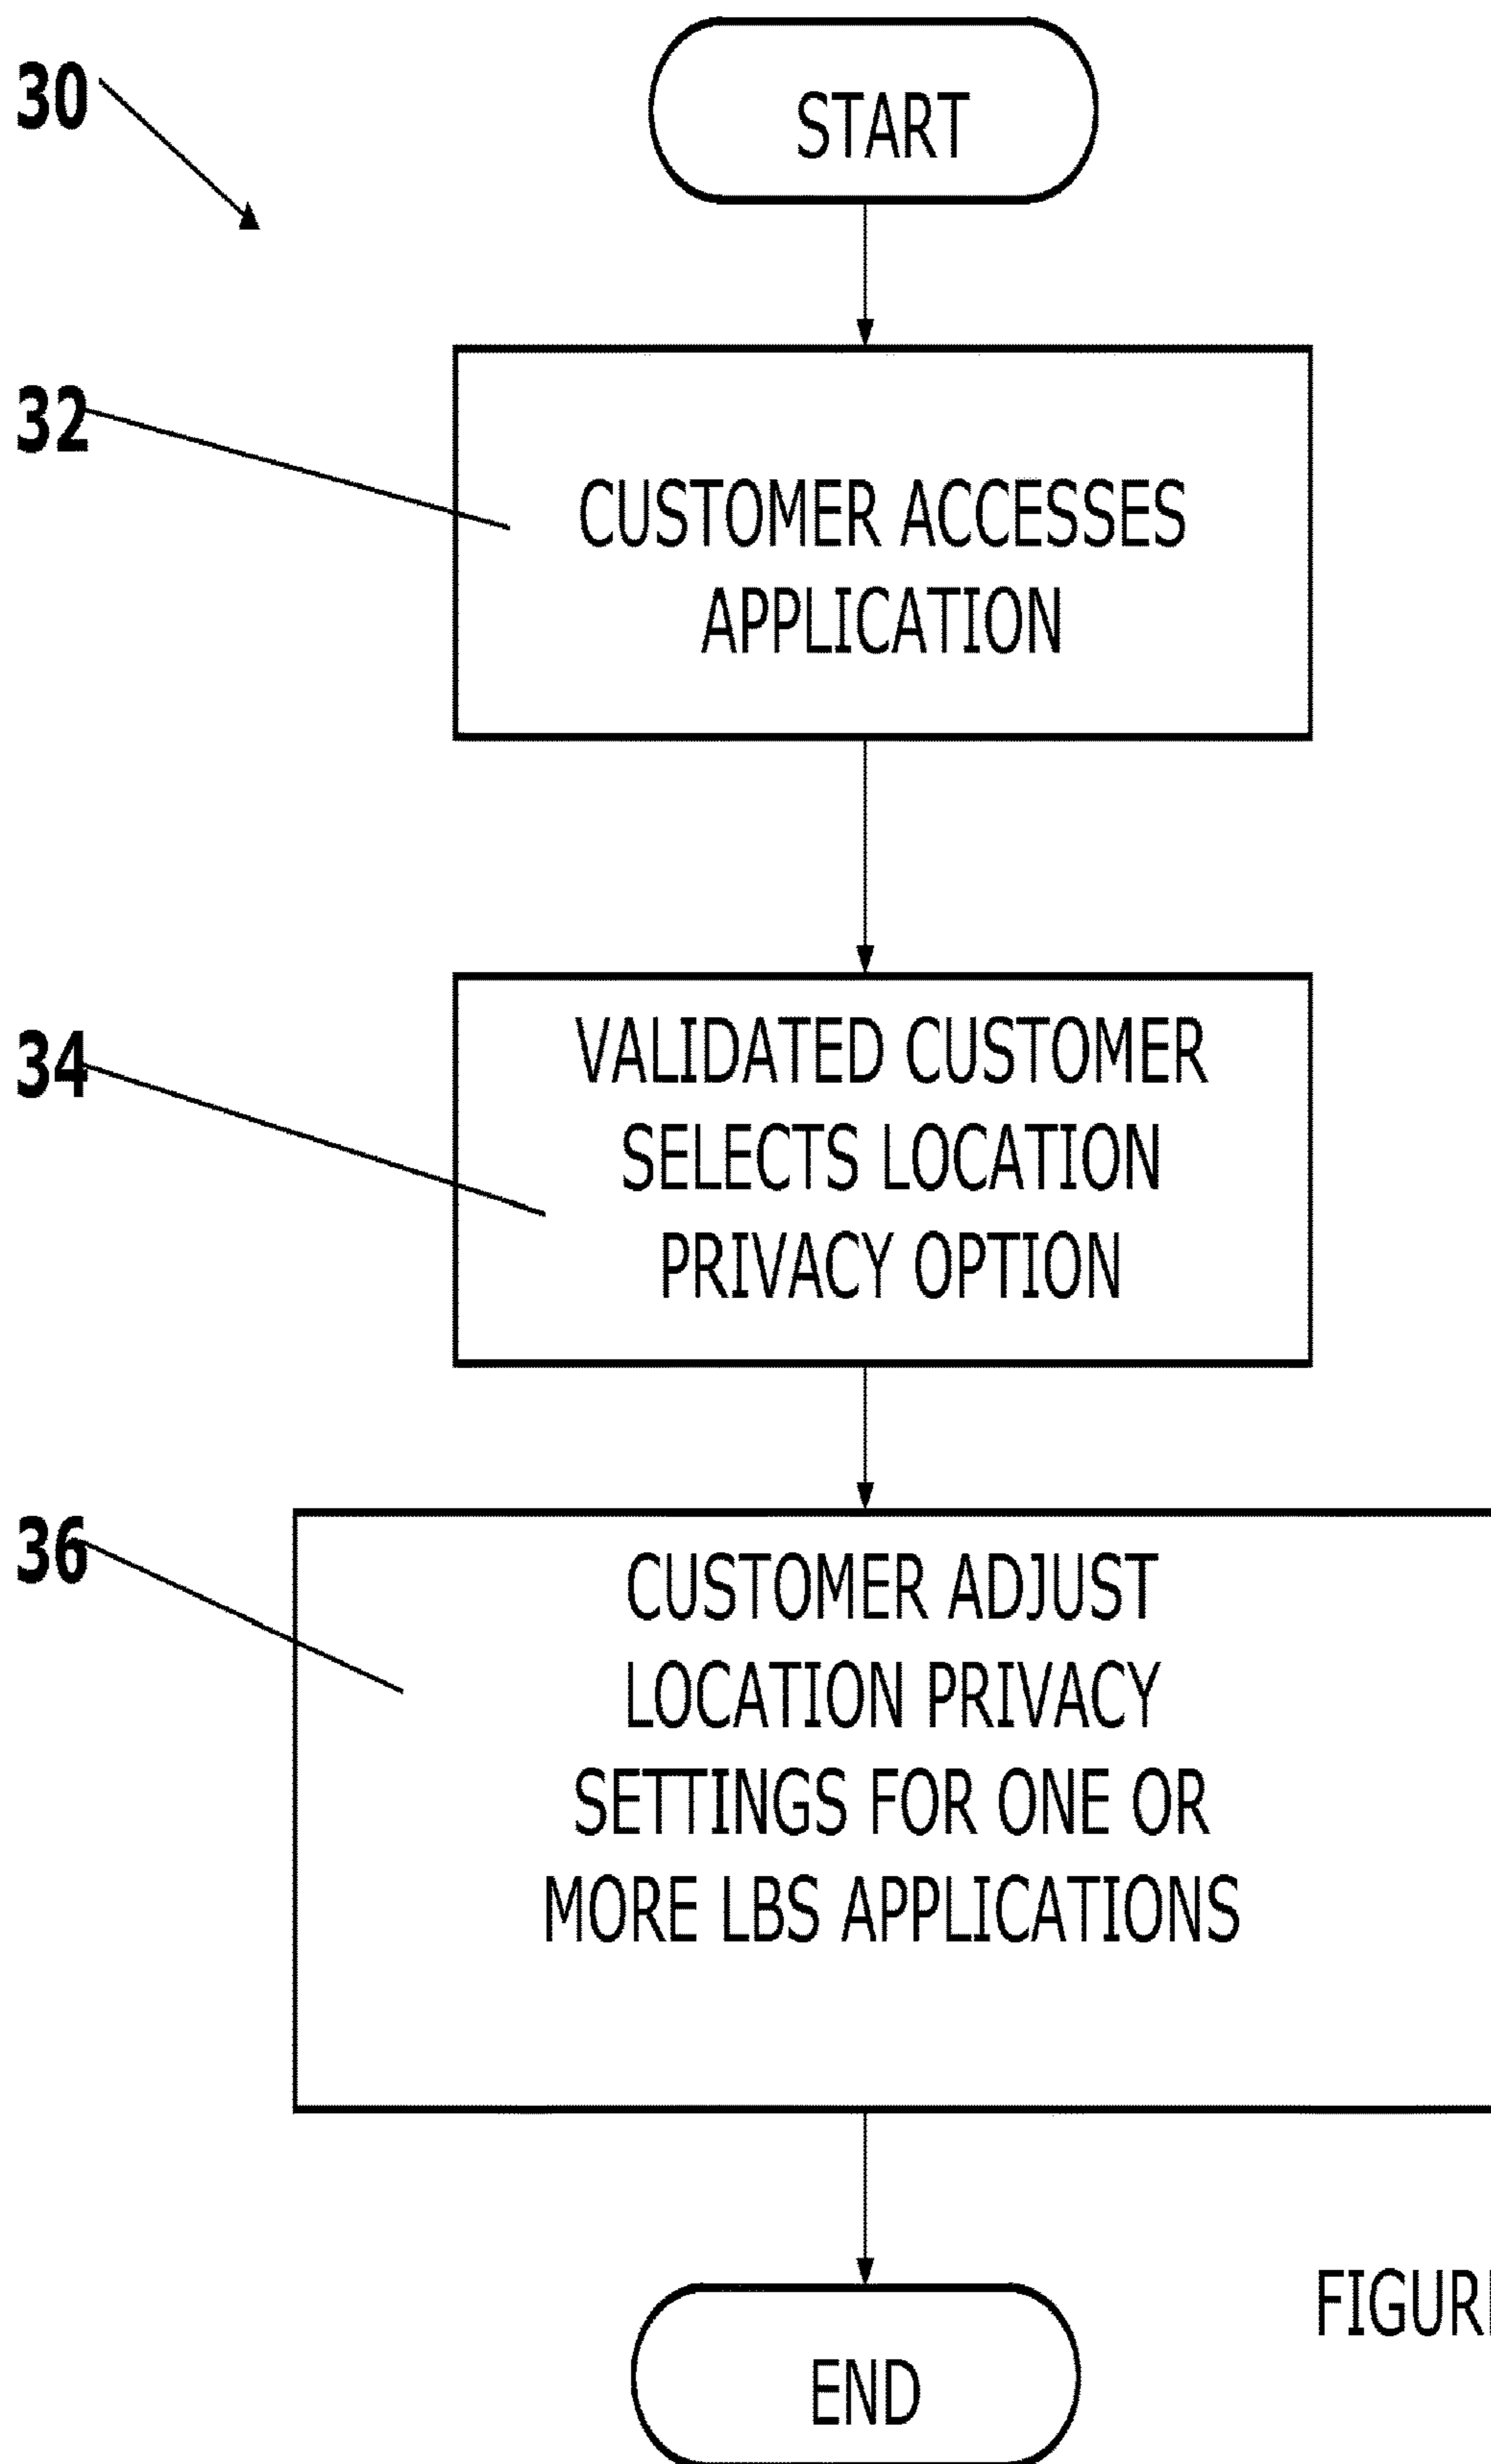 30
START
32
CUSTOMER ACCESSES
APPLICATION
34
VALIDATED CUSTOMER
SELECTS LOCATION
PRIVACY OPTION
36
CUSTOMER ADJUST
LOCATION PRIVACY
SETTINGS FOR ONE OR
MORE LBS APPLICATIONS
END